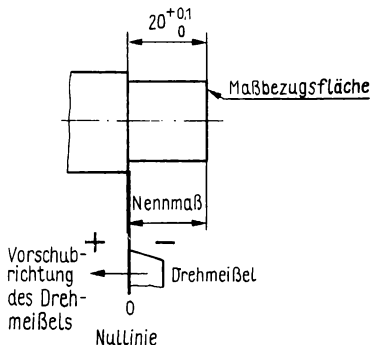 20 +0,1 0
Maßbezugsfläche
Nennmaß
+ −
Vorschub-
richtung
des Dreh-
meißels
Drehmeißel
0
Nullinie